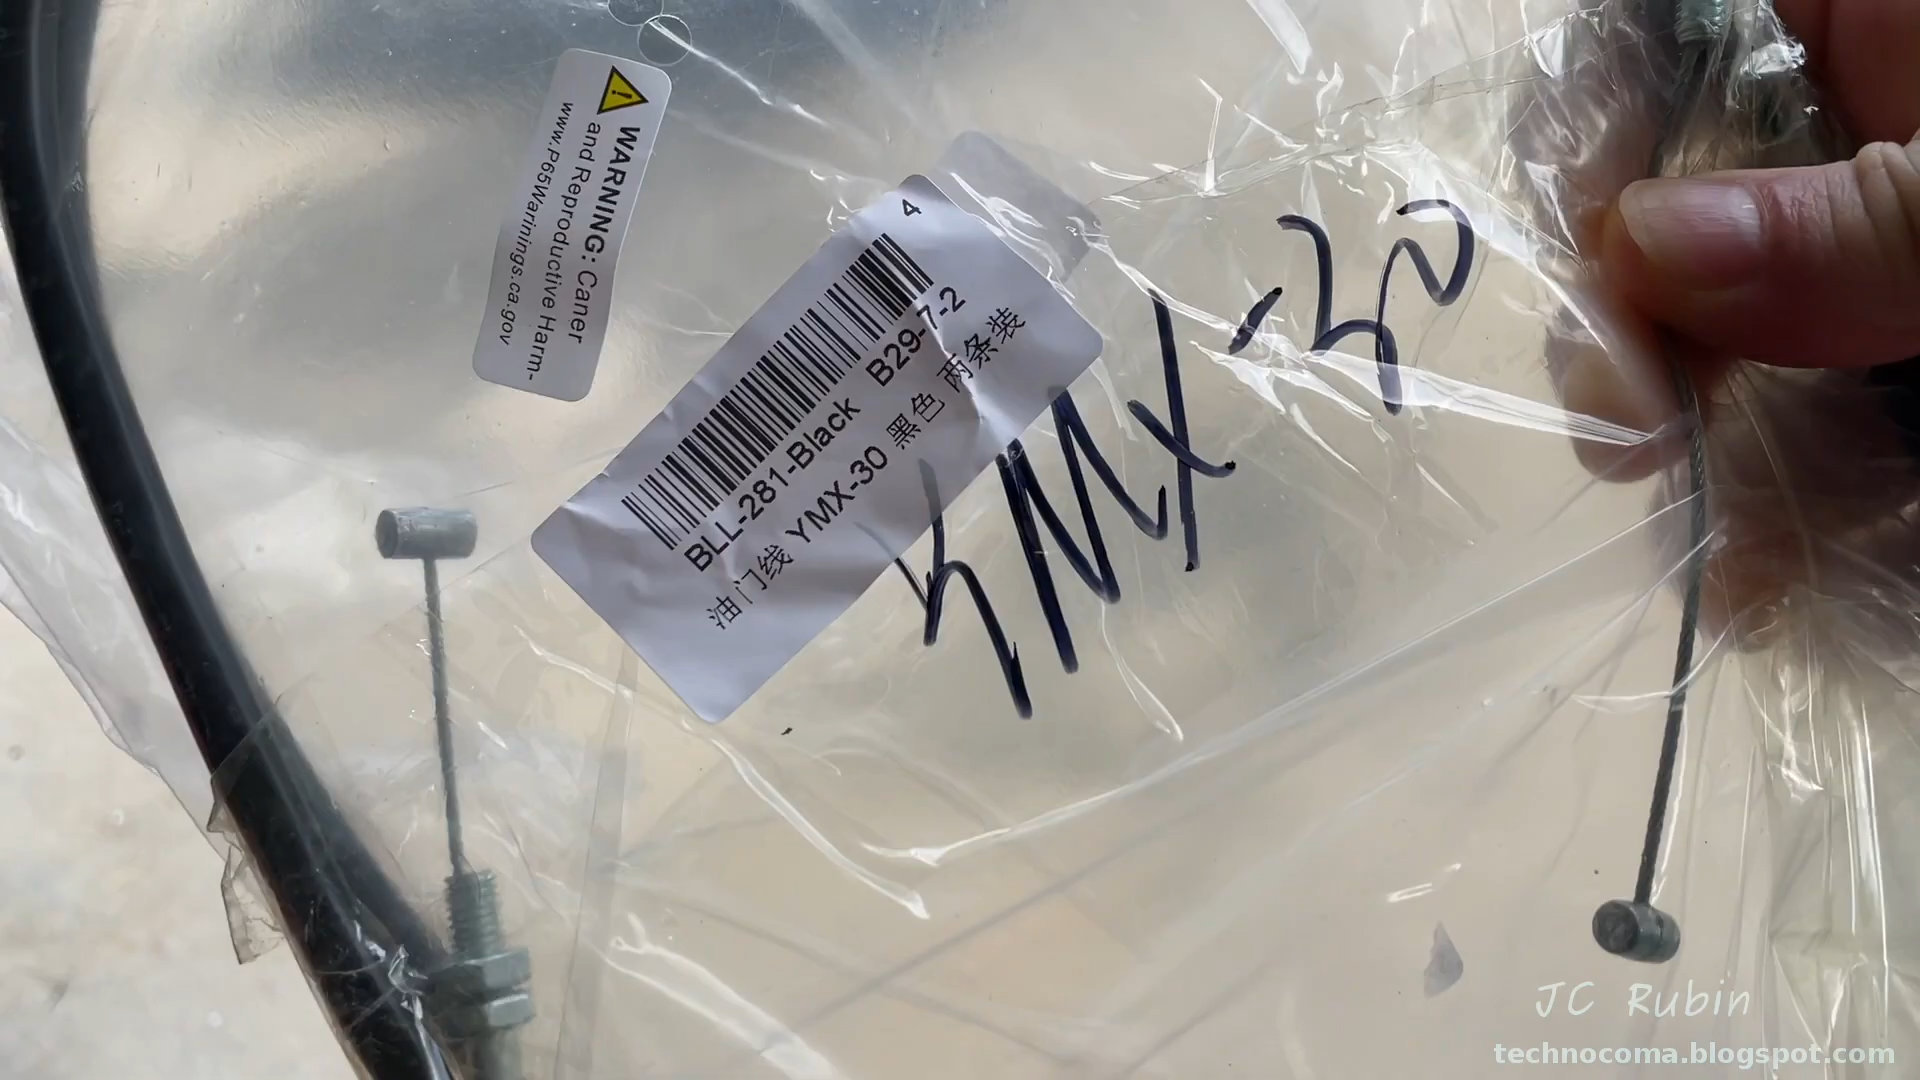 WARNING: Caner
and Reproductive Harm-
www.P65Warinings.ca.gov
4
BLL-281-Black B29-7-2
油门线 YMX-30 黑色 两条装
YMX-30
JC Rubin
technocoma.blogspot.com